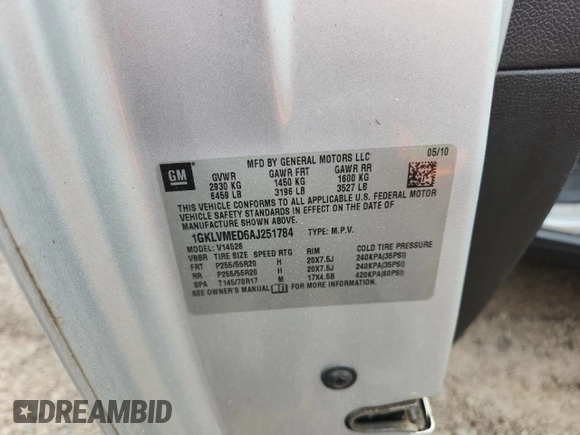 MFD BY GENERAL MOTORS LLC 05/10
GM GVWR GAWR FRT GAWR RR
2930 KG 1450 KG 1600 KG
6459 LB 3196 LB 3527 LB
THIS VEHICLE CONFORMS TO ALL APPLICABLE U.S. FEDERAL MOTOR
VEHICLE SAFETY STANDARDS IN EFFECT ON THE DATE OF
MANUFACTURE SHOWN ABOVE.
1GKLVMED6AJ251784 TYPE: M.P.V.
MODEL: V14526
VBBR TIRE SIZE SPEED RTG RIM COLD TIRE PRESSURE
FRT P255/55R20 H 20X7.5J 240KPA(35PSI)
RR P255/55R20 H 20X7.5J 240KPA(35PSI)
SPA T145/70R17 M 17X4.5B 420KPA(60PSI)
SEE OWNER'S MANUAL FOR MORE INFORMATION.
DREAMBID